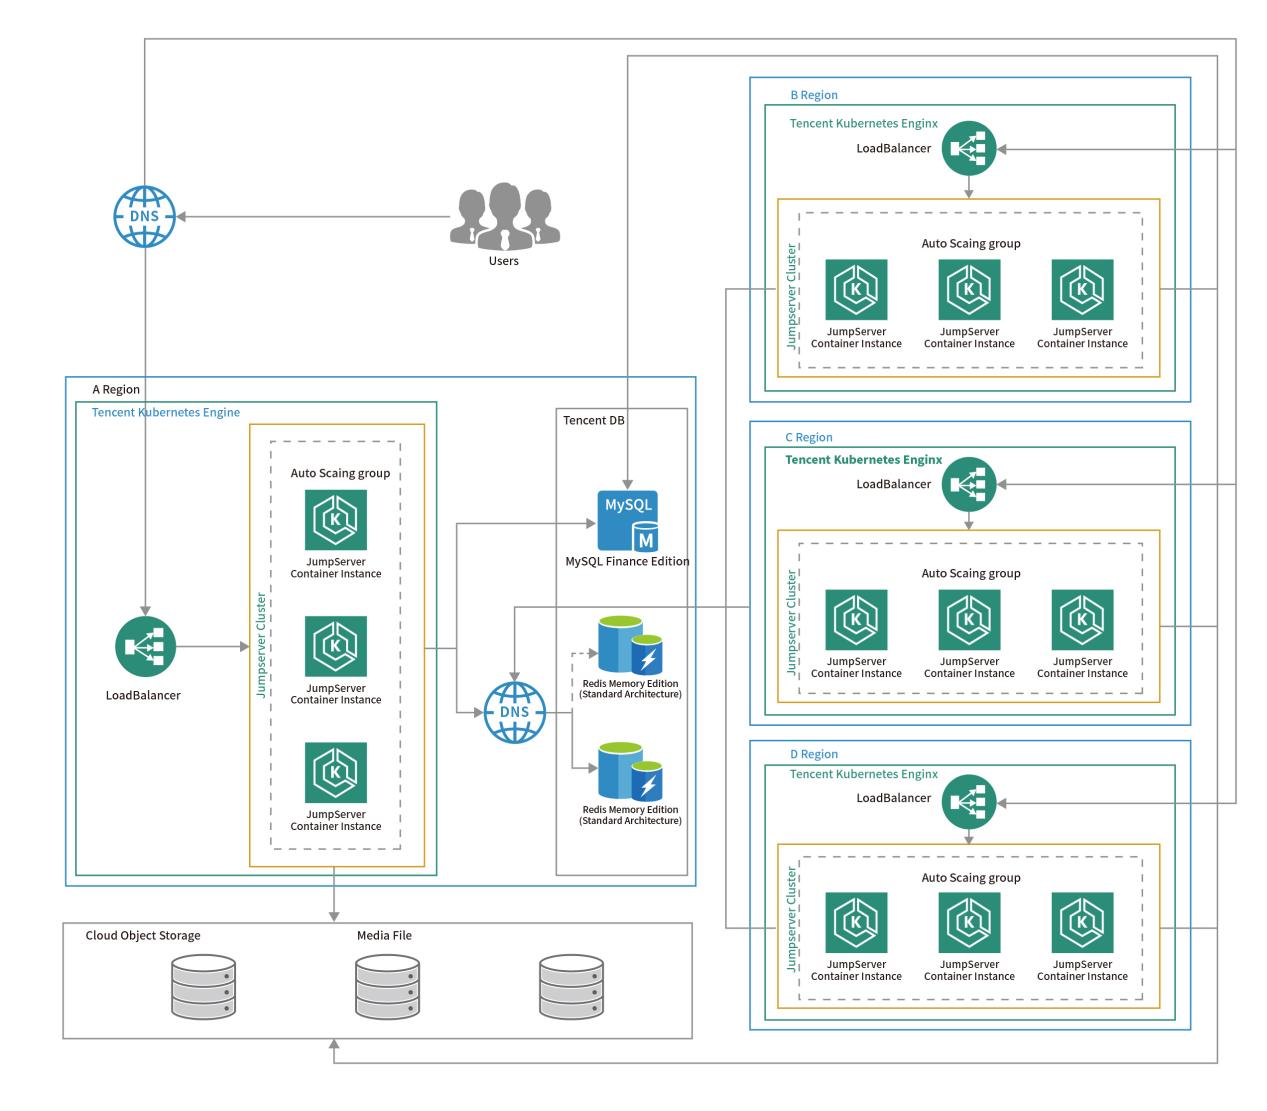 DNS
Users
A Region
Tencent Kubernetes Engine
Auto Scaing group
JumpServer
Container Instance
JumpServer
Container Instance
JumpServer
Container Instance
Jumpserver Cluster
LoadBalancer
Tencent DB
MySQL
M
MySQL Finance Edition
Redis Memory Edition
(Standard Architecture)
DNS
Redis Memory Edition
(Standard Architecture)
Cloud Object Storage
Media File
B Region
Tencent Kubernetes Enginx
LoadBalancer
Jumpserver Cluster
Auto Scaing group
K
K
K
JumpServer
Container Instance
JumpServer
Container Instance
JumpServer
Container Instance
C Region
Tencent Kubernetes Enginx
LoadBalancer
Jumpserver Cluster
Auto Scaing group
K
K
K
JumpServer
Container Instance
JumpServer
Container Instance
JumpServer
Container Instance
D Region
Tencent Kubernetes Enginx
LoadBalancer
Jumpserver Cluster
Auto Scaing group
K
K
K
JumpServer
Container Instance
JumpServer
Container Instance
JumpServer
Container Instance
K
K
K